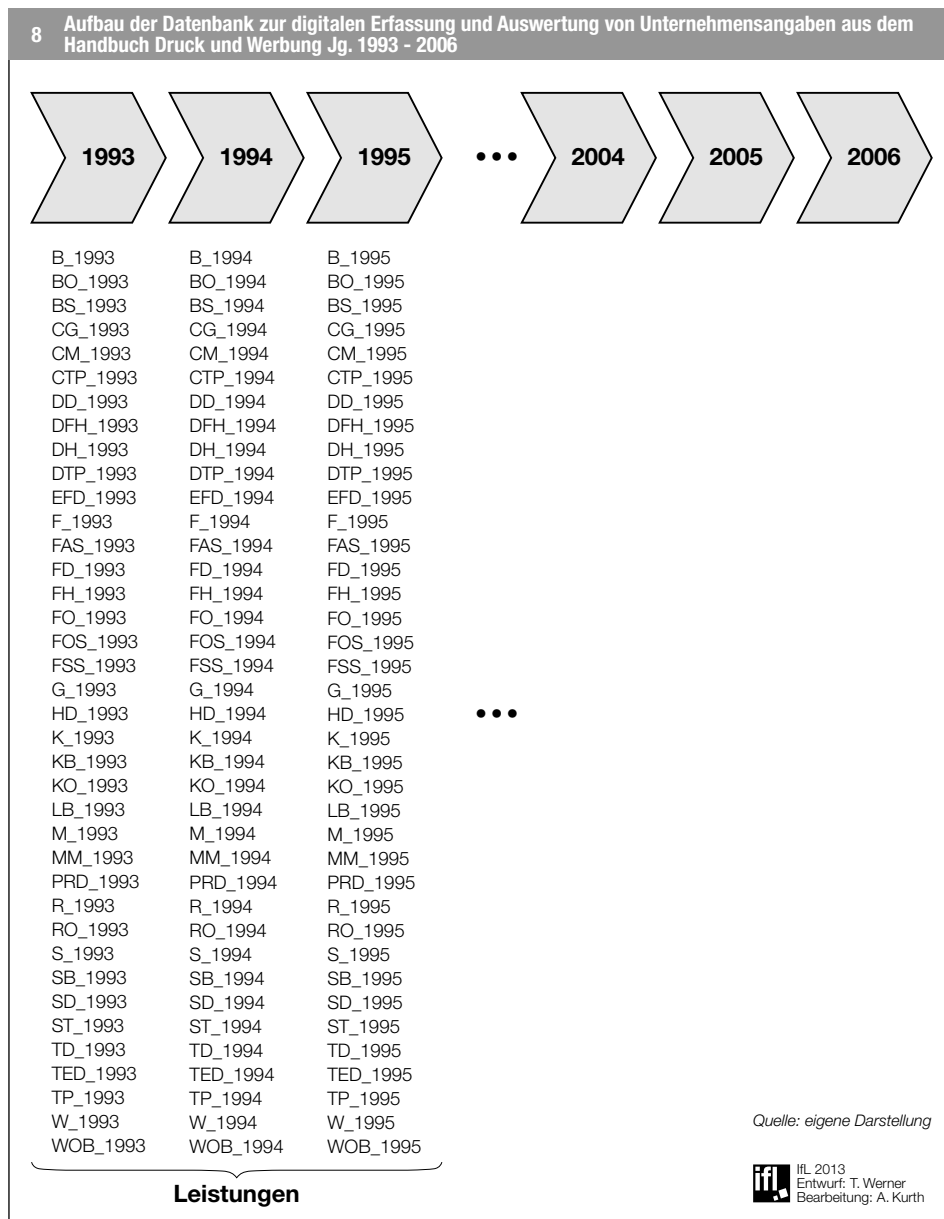 8 Aufbau der Datenbank zur digitalen Erfassung und Auswertung von Unternehmensangaben aus dem
Handbuch Druck und Werbung Jg. 1993 - 2006
1993 1994 1995 ••• 2004 2005 2006
B_1993 B_1994 B_1995
BO_1993 BO_1994 BO_1995
BS_1993 BS_1994 BS_1995
CG_1993 CG_1994 CG_1995
CM_1993 CM_1994 CM_1995
CTP_1993 CTP_1994 CTP_1995
DD_1993 DD_1994 DD_1995
DFH_1993 DFH_1994 DFH_1995
DH_1993 DH_1994 DH_1995
DTP_1993 DTP_1994 DTP_1995
EFD_1993 EFD_1994 EFD_1995
F_1993 F_1994 F_1995
FAS_1993 FAS_1994 FAS_1995
FD_1993 FD_1994 FD_1995
FH_1993 FH_1994 FH_1995
FO_1993 FO_1994 FO_1995
FOS_1993 FOS_1994 FOS_1995
FSS_1993 FSS_1994 FSS_1995
G_1993 G_1994 G_1995
HD_1993 HD_1994 HD_1995 •••
K_1993 K_1994 K_1995
KB_1993 KB_1994 KB_1995
KO_1993 KO_1994 KO_1995
LB_1993 LB_1994 LB_1995
M_1993 M_1994 M_1995
MM_1993 MM_1994 MM_1995
PRD_1993 PRD_1994 PRD_1995
R_1993 R_1994 R_1995
RO_1993 RO_1994 RO_1995
S_1993 S_1994 S_1995
SB_1993 SB_1994 SB_1995
SD_1993 SD_1994 SD_1995
ST_1993 ST_1994 ST_1995
TD_1993 TD_1994 TD_1995
TED_1993 TED_1994 TED_1995
TP_1993 TP_1994 TP_1995
W_1993 W_1994 W_1995
WOB_1993 WOB_1994 WOB_1995
Leistungen
Quelle: eigene Darstellung
ifl
IfL 2013
Entwurf: T. Werner
Bearbeitung: A. Kurth